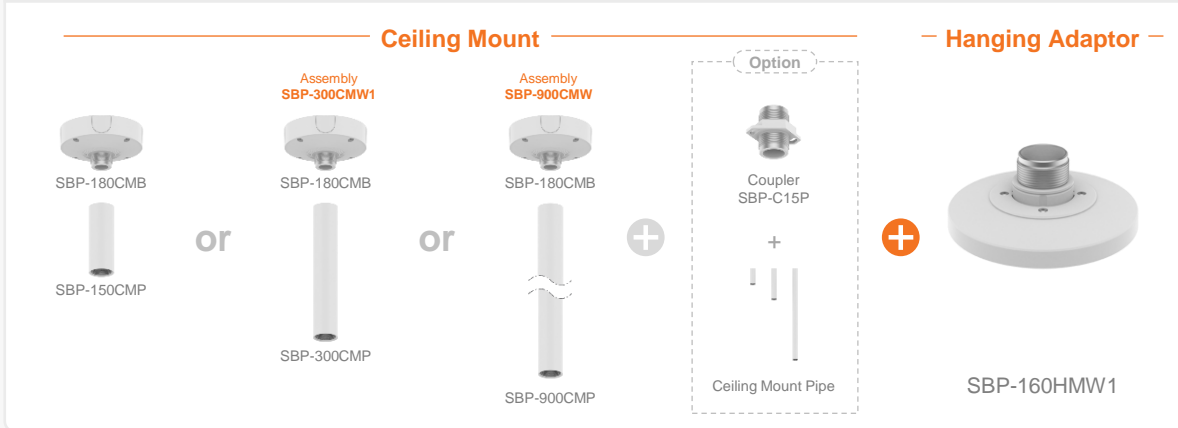 Ceiling Mount
Hanging Adaptor
Assembly
SBP-300CMW1
Assembly
SBP-900CMW
Option
SBP-180CMB
SBP-180CMB
SBP-180CMB
Coupler
SBP-C15P
or
or
+
SBP-150CMP
SBP-300CMP
SBP-900CMP
Ceiling Mount Pipe
SBP-160HMW1